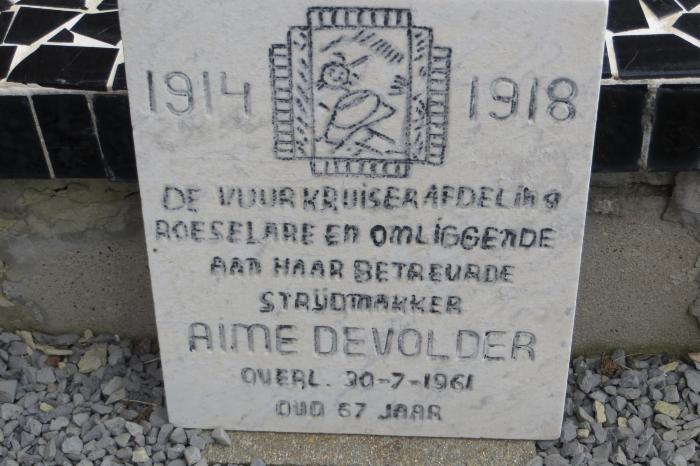 1914 1918
DE VUURKRUISERAFDELING
ROESELARE EN OMLIGGENDE
AAN HAAR BETREURDE
STRIJDMAKKER
AIME DEVOLDER
OVERL. 30-7-1961
OUD 67 JAAR